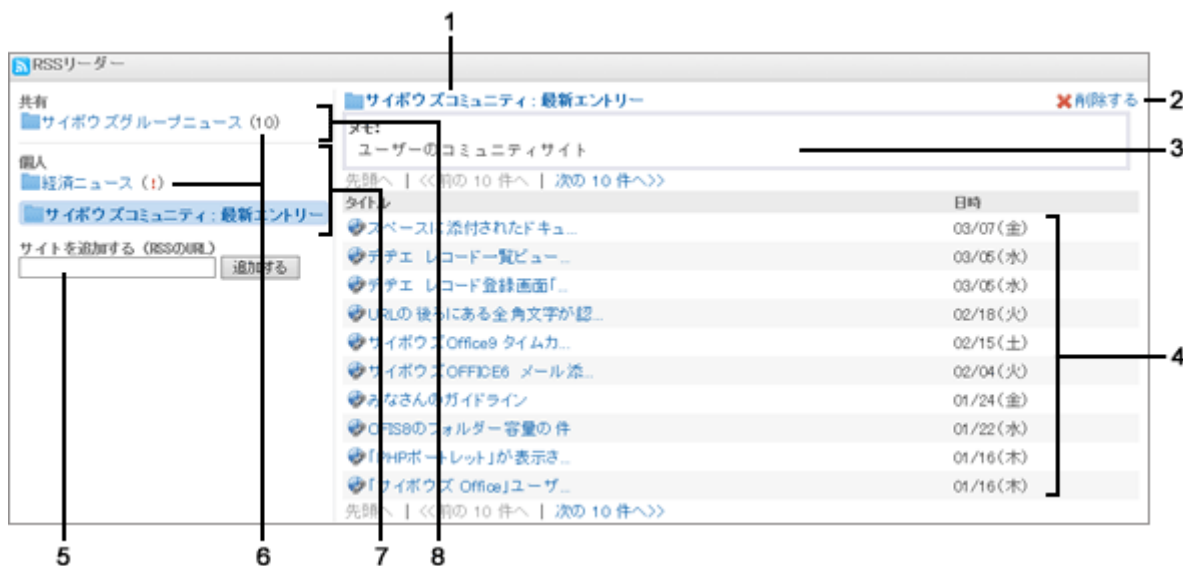 1
RSSリーダー
共有
サイボウズグループニュース (10)
個人
経済ニュース (!)
サイボウズコミュニティ : 最新エントリー
サイトを追加する (RSSのURL)
追加する
サイボウズコミュニティ : 最新エントリー
削除する
2
メモ:
ユーザーのコミュニティサイト
3
先頭へ | <<前の 10 件へ | 次の 10 件へ>>
タイトル 日時
スペースに添付されたドキュ... 03/07(金)
デヂエ レコード一覧ビュー... 03/05(水)
デヂエ レコード登録画面「... 03/05(水)
URLの後ろにある全角文字が認... 02/18(火)
サイボウズOffice9 タイムカ... 02/15(土)
4
サイボウズOFFICE6 メール添... 02/04(火)
みなさんのガイドライン 01/24(金)
OFIS8のフォルダー容量の件 01/22(水)
「PHPポートレット」が表示さ... 01/16(木)
「サイボウズ Office」ユーザ... 01/16(木)
先頭へ | <<前の 10 件へ | 次の 10 件へ>>
5 6 7 8